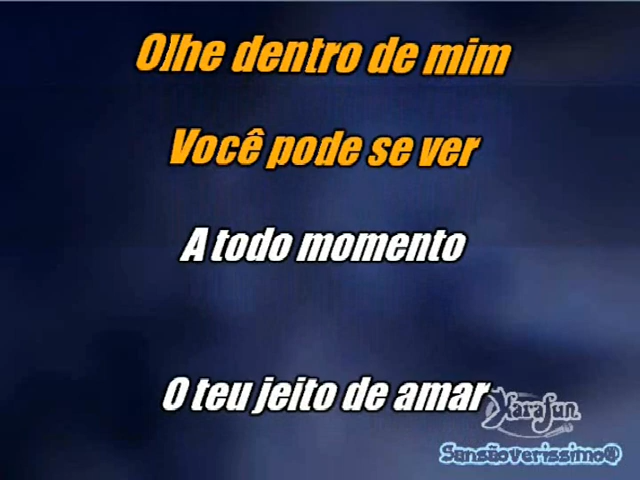 Olhe dentro de mim
Você pode se ver
A todo momento
O teu jeito de amar
Karafun
Sansãoverissimo®